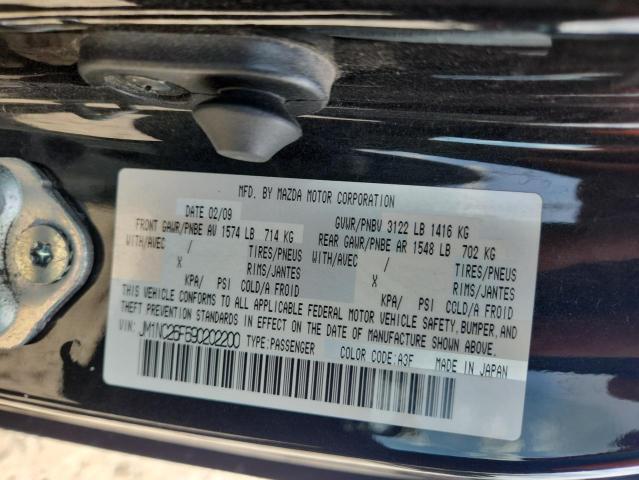 MFD. BY MAZDA MOTOR CORPORATION
DATE 02/09 GVWR/PNBV 3122 LB 1416 KG
FRONT GAWR/PNBE AV 1574 LB 714 KG REAR GAWR/PNBE AR 1548 LB 702 KG
WITH/AVEC / TIRES/PNEUS WITH/AVEC / TIRES/PNEUS
X RIMS/JANTES X RIMS/JANTES
KPA/ PSI COLD/A FROID KPA/ PSI COLD/A FROID
THIS VEHICLE CONFORMS TO ALL APPLICABLE FEDERAL MOTOR VEHICLE SAFETY, BUMPER, AND
THEFT PREVENTION STANDARDS IN EFFECT ON THE DATE OF MANUFACTURE SHOWN ABOVE.
VIN: JM1NC25F590202200 TYPE:PASSENGER COLOR CODE:A3F MADE IN JAPAN